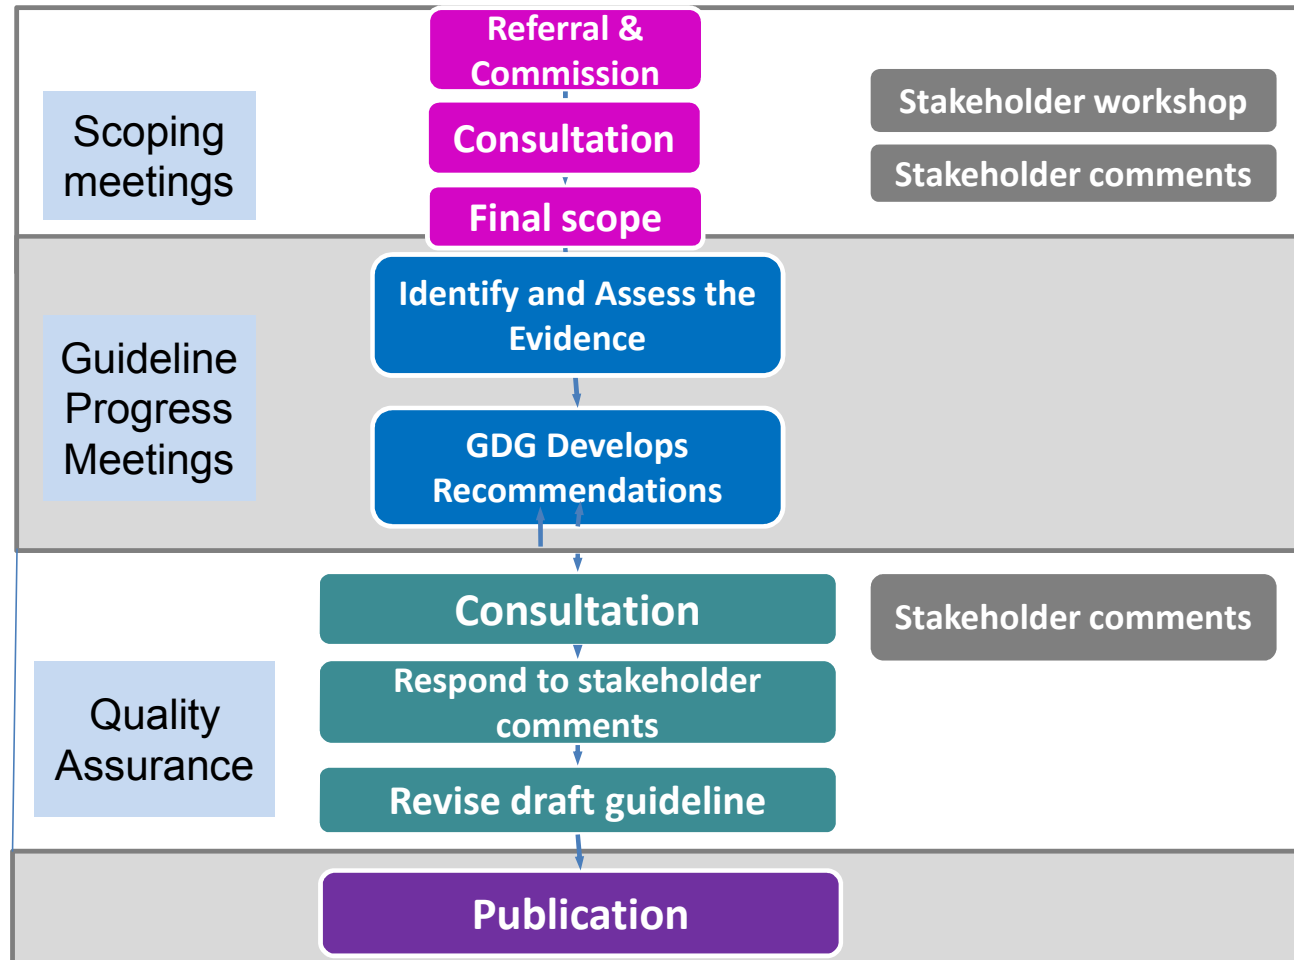 Referral &
Commission
Scoping
meetings
Consultation
Final scope
Stakeholder workshop
Stakeholder comments
Guideline
Progress
Meetings
Identify and Assess the
Evidence
GDG Develops
Recommendations
Quality
Assurance
Consultation
Stakeholder comments
Respond to stakeholder
comments
Revise draft guideline
Publication